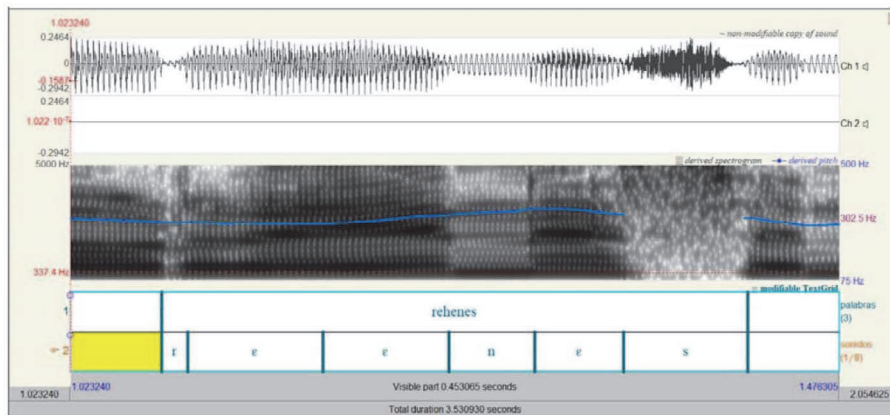 1.023240
0.2464
~ non-modifiable copy of sound
0
-0.1587
-0.2942
Ch 1
0.2464
1.022·10⁻⁵
-0.2942
Ch 2
5000 Hz
derived spectrogram
derived pitch
500 Hz
302.5 Hz
337.4 Hz
75 Hz
modifiable TextGrid
1
rehenes
palabras
(3)
2
r ɛ ɛ n ɛ s
sonidos
(1/8)
1.023240
1.023240
Visible part 0.453065 seconds
1.476305
2.054625
Total duration 3.530930 seconds